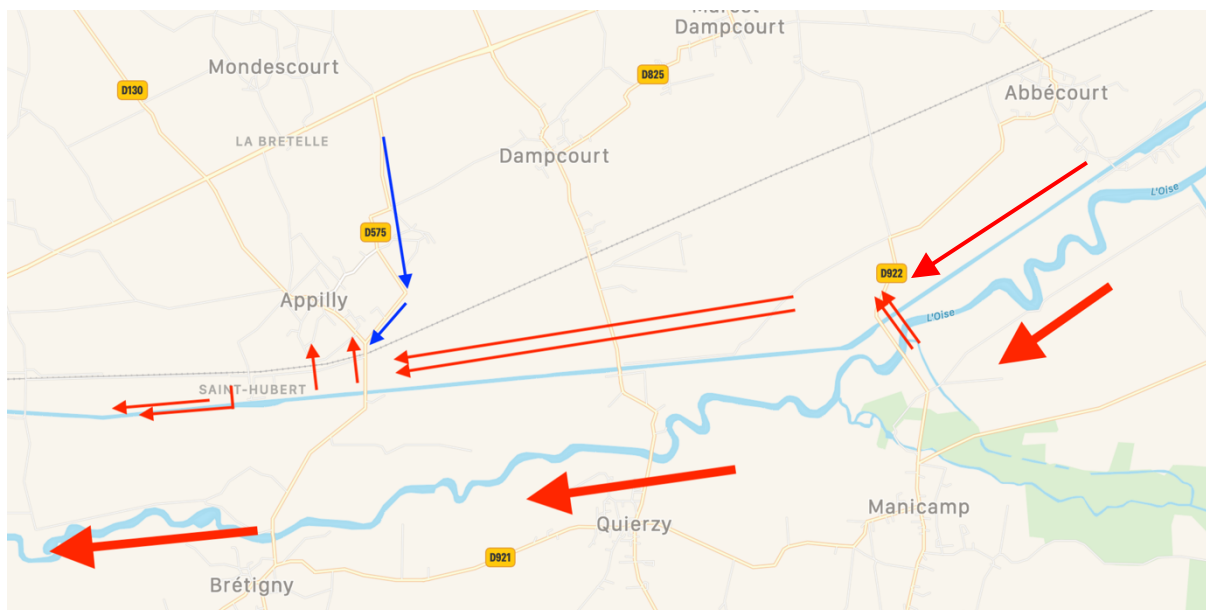 Dampcourt
Mondescourt
D825
D130
Abbécourt
LA BRETELLE
Dampcourt
L'Oise
D575
D922
Appilly
L'Oise
SAINT-HUBERT
Manicamp
Quierzy
D921
Brétigny